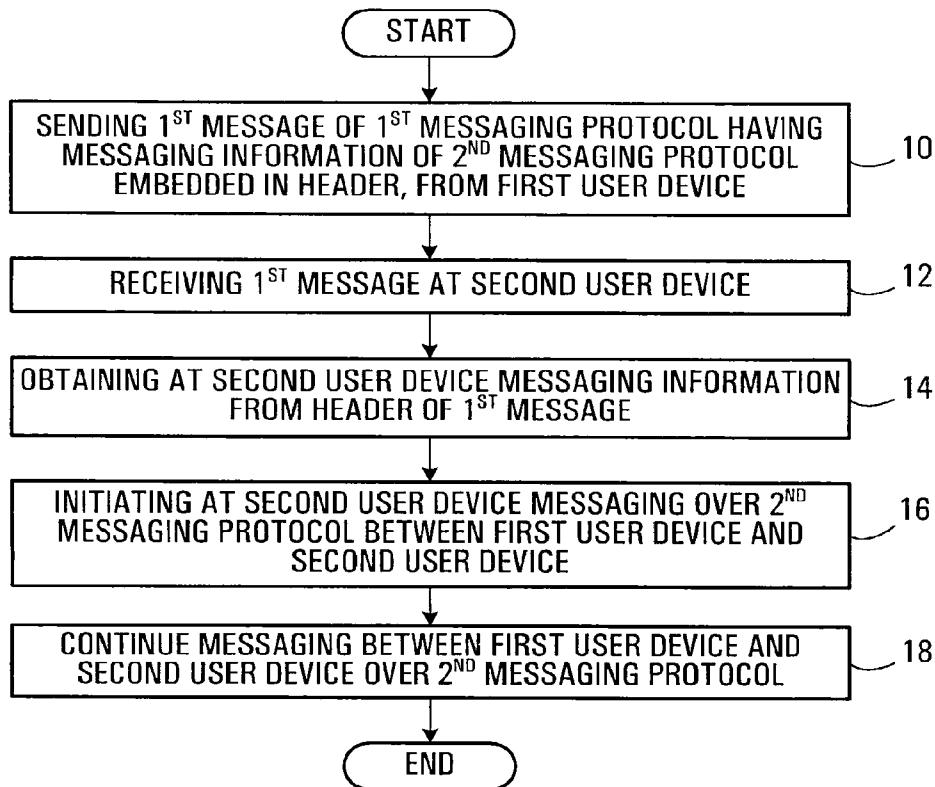 START
SENDING 1ST MESSAGE OF 1ST MESSAGING PROTOCOL HAVING
MESSAGING INFORMATION OF 2ND MESSAGING PROTOCOL
EMBEDDED IN HEADER, FROM FIRST USER DEVICE
10
RECEIVING 1ST MESSAGE AT SECOND USER DEVICE
12
OBTAINING AT SECOND USER DEVICE MESSAGING INFORMATION
FROM HEADER OF 1ST MESSAGE
14
INITIATING AT SECOND USER DEVICE MESSAGING OVER 2ND
MESSAGING PROTOCOL BETWEEN FIRST USER DEVICE AND
SECOND USER DEVICE
16
CONTINUE MESSAGING BETWEEN FIRST USER DEVICE AND
SECOND USER DEVICE OVER 2ND MESSAGING PROTOCOL
18
END